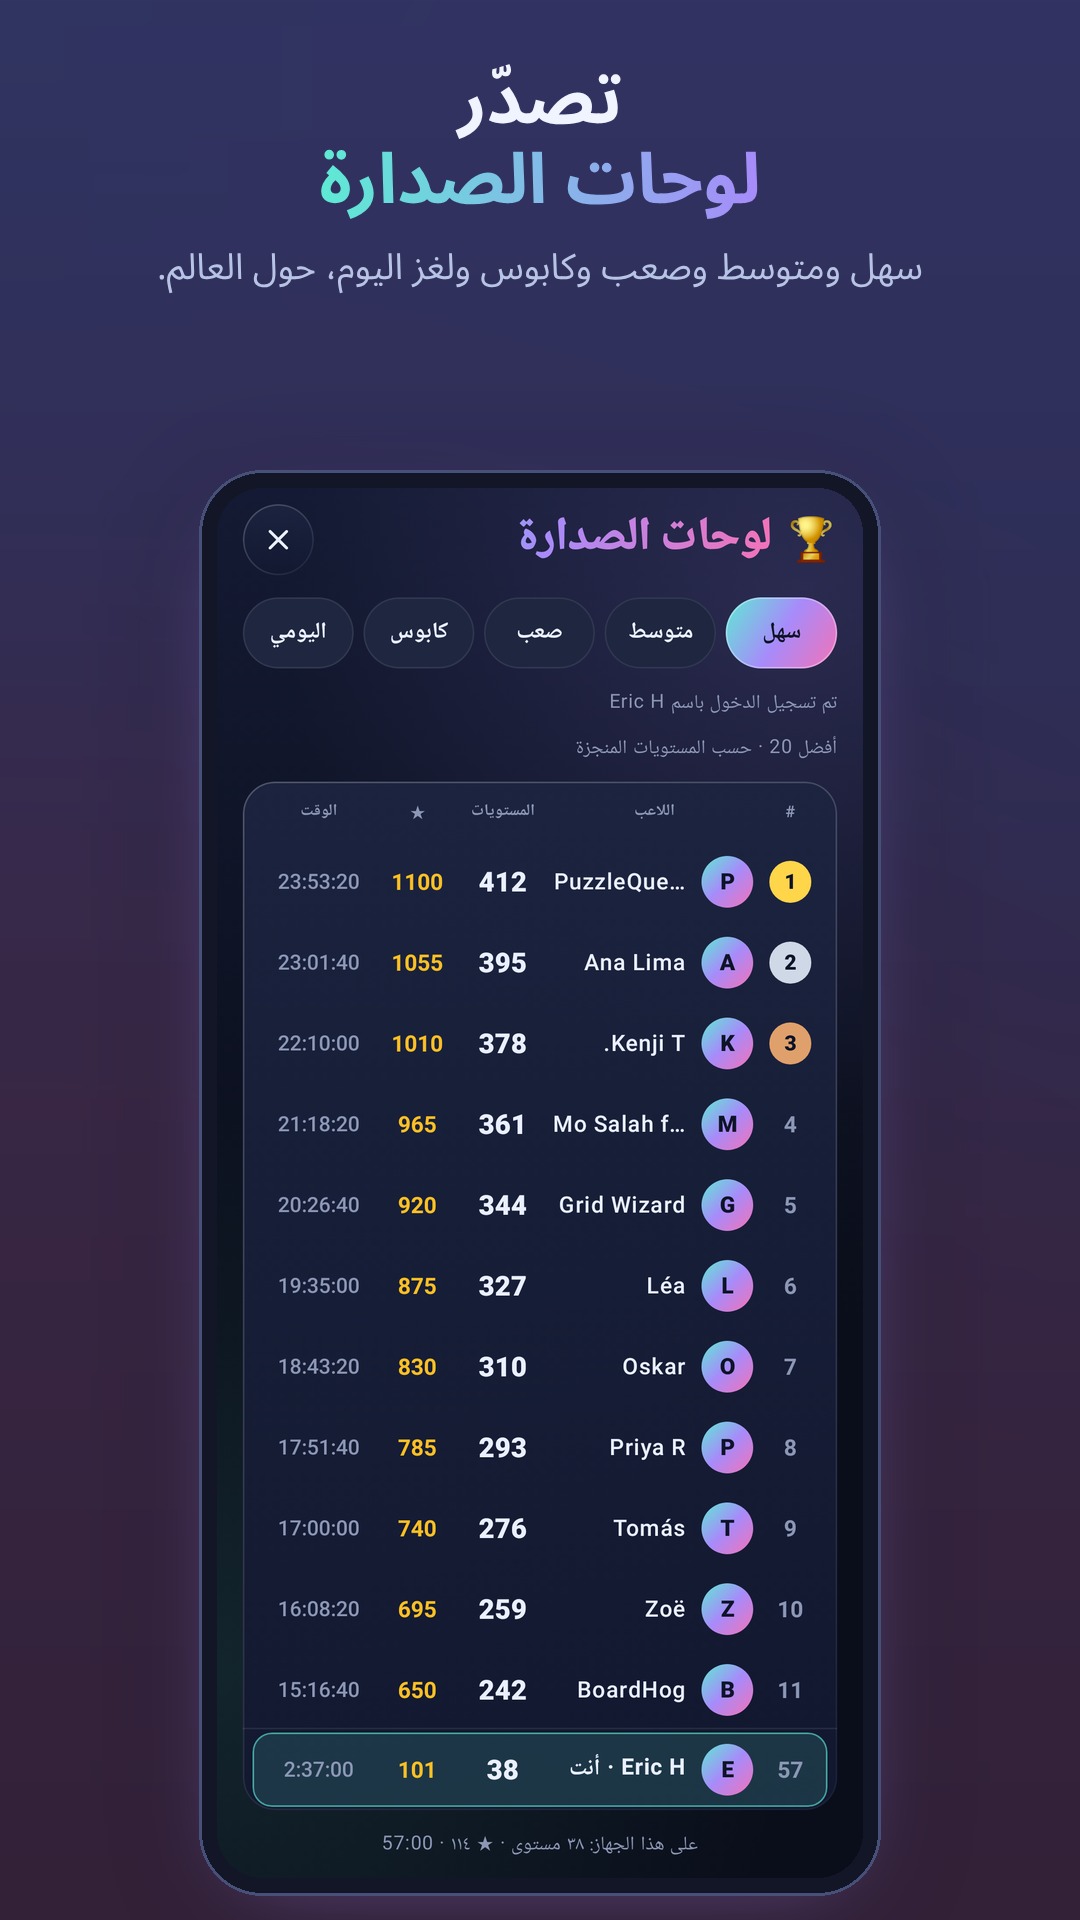 تصدّر
لوحات الصدارة
سهل ومتوسط وصعب وكابوس ولغز اليوم، حول العالم.
🏆 لوحات الصدارة ×
سهل متوسط صعب كابوس اليومي
تم تسجيل الدخول باسم Eric H
أفضل 20 · حسب المستويات المنجزة
# اللاعب المستويات ★ الوقت
1 P PuzzleQue… 412 1100 23:53:20
2 A Ana Lima 395 1055 23:01:40
3 K Kenji T. 378 1010 22:10:00
4 M Mo Salah f… 361 965 21:18:20
5 G Grid Wizard 344 920 20:26:40
6 L Léa 327 875 19:35:00
7 O Oskar 310 830 18:43:20
8 P Priya R 293 785 17:51:40
9 T Tomás 276 740 17:00:00
10 Z Zoë 259 695 16:08:20
11 B BoardHog 242 650 15:16:40
57 E Eric H · أنت 38 101 2:37:00
على هذا الجهاز: ٣٨ مستوى · ★ ١١٤ · 57:00